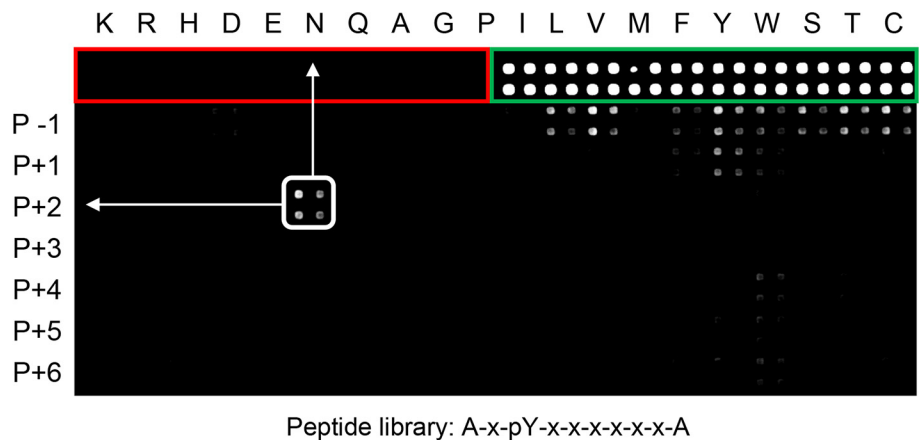 K R H D E N Q A G P I L V M F Y W S T C
P -1
P+1
P+2
P+3
P+4
P+5
P+6
Peptide library: A-x-pY-x-x-x-x-x-x-A